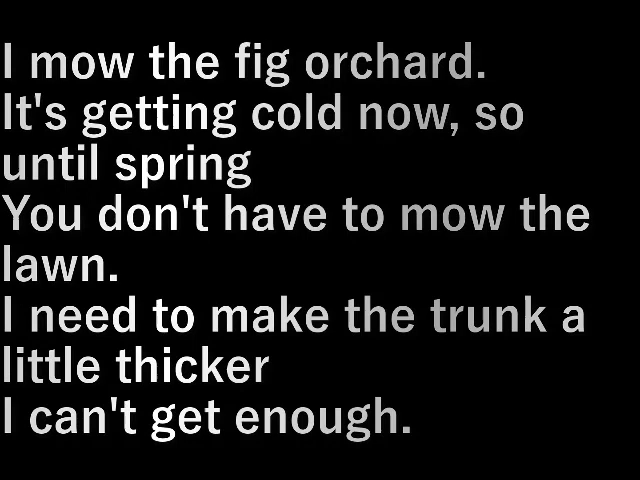 I mow the fig orchard.
It's getting cold now, so
until spring
You don't have to mow the
lawn.
I need to make the trunk a
little thicker
I can't get enough.